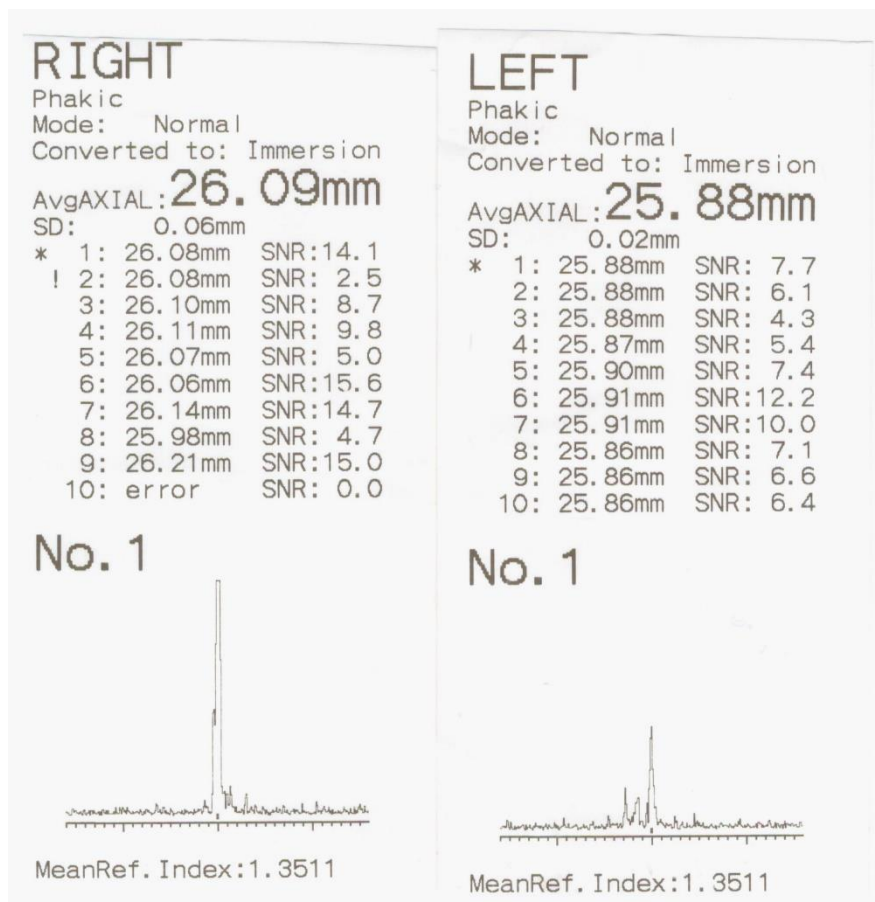 RIGHT
Phakic
Mode: Normal
Converted to: Immersion
AvgAXIAL:26.09mm
SD: 0.06mm
* 1: 26.08mm SNR:14.1
! 2: 26.08mm SNR: 2.5
3: 26.10mm SNR: 8.7
4: 26.11mm SNR: 9.8
5: 26.07mm SNR: 5.0
6: 26.06mm SNR:15.6
7: 26.14mm SNR:14.7
8: 25.98mm SNR: 4.7
9: 26.21mm SNR:15.0
10: error SNR: 0.0
No. 1
MeanRef. Index:1.3511
LEFT
Phakic
Mode: Normal
Converted to: Immersion
AvgAXIAL:25.88mm
SD: 0.02mm
* 1: 25.88mm SNR: 7.7
2: 25.88mm SNR: 6.1
3: 25.88mm SNR: 4.3
4: 25.87mm SNR: 5.4
5: 25.90mm SNR: 7.4
6: 25.91mm SNR:12.2
7: 25.91mm SNR:10.0
8: 25.86mm SNR: 7.1
9: 25.86mm SNR: 6.6
10: 25.86mm SNR: 6.4
No. 1
MeanRef. Index:1.3511